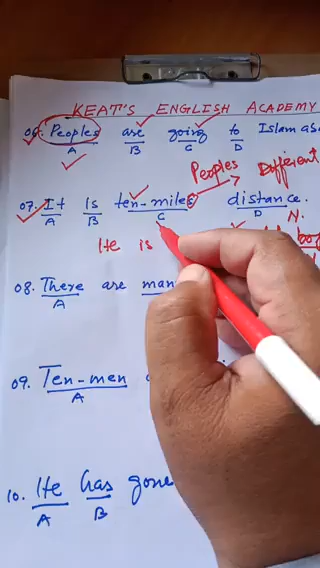 KEAT'S ENGLISH ACADEMY
06. Peoples are going to Islam
A B C D
Peoples → Different
07. It is ten-miles distance.
A B C D
N.
He is
08. There are man
A
09. Ten-men
A
10. He has gone
A B